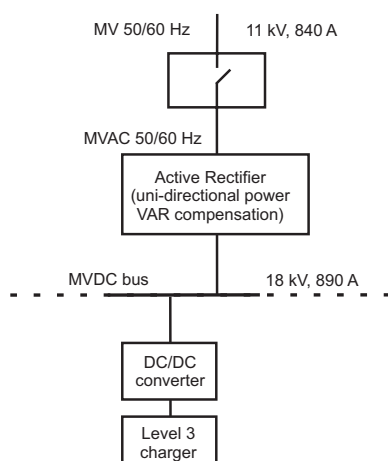 MV 50/60 Hz 11 kV, 840 A
MVAC 50/60 Hz
Active Rectifier
(uni-directional power
VAR compensation)
MVDC bus 18 kV, 890 A
DC/DC
converter
Level 3
charger